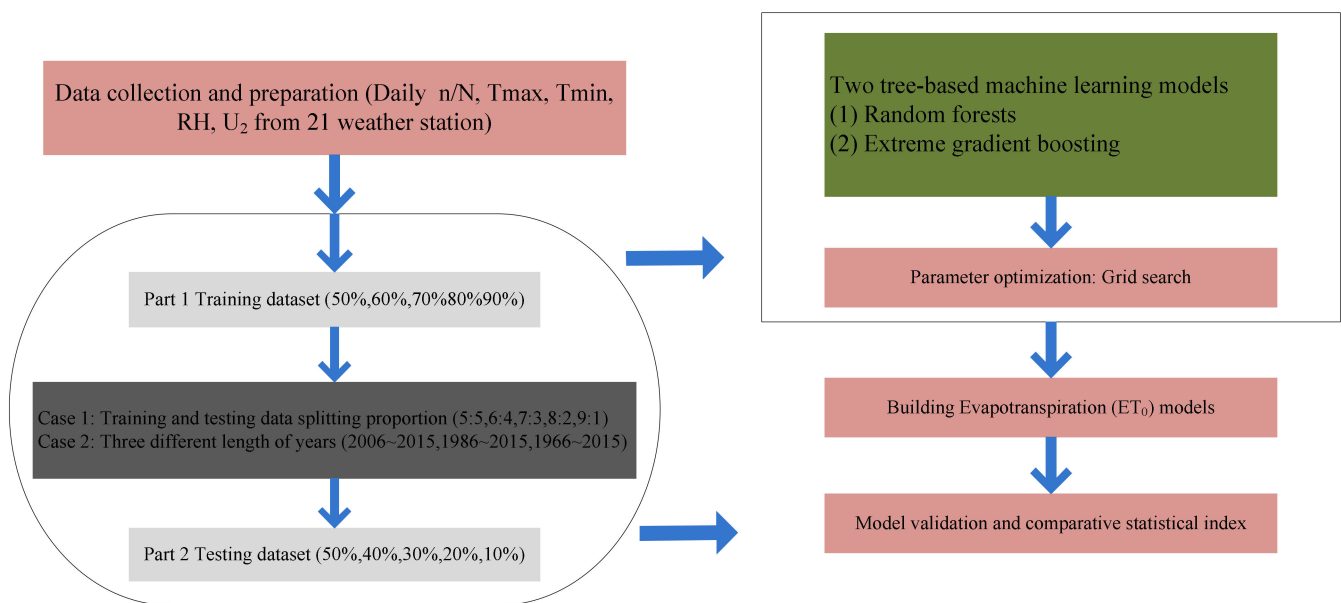 Data collection and preparation (Daily n/N, Tmax, Tmin,
RH, U₂ from 21 weather station)
Part 1 Training dataset (50%,60%,70%80%90%)
Case 1: Training and testing data splitting proportion (5:5,6:4,7:3,8:2,9:1)
Case 2: Three different length of years (2006~2015,1986~2015,1966~2015)
Part 2 Testing dataset (50%,40%,30%,20%,10%)
Two tree-based machine learning models
(1) Random forests
(2) Extreme gradient boosting
Parameter optimization: Grid search
Building Evapotranspiration (ET₀) models
Model validation and comparative statistical index